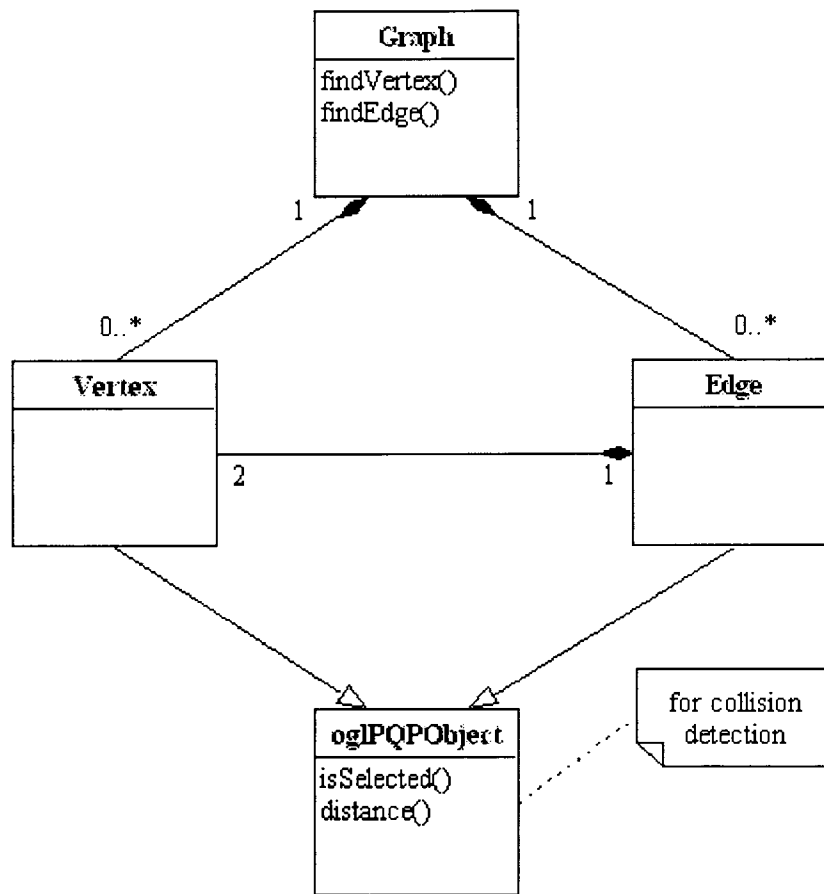 Graph
findVertex()
findEdge()
1
1
0..*
0..*
Vertex
Edge
2
1
for collision
detection
oglPQPObject
isSelected()
distance()